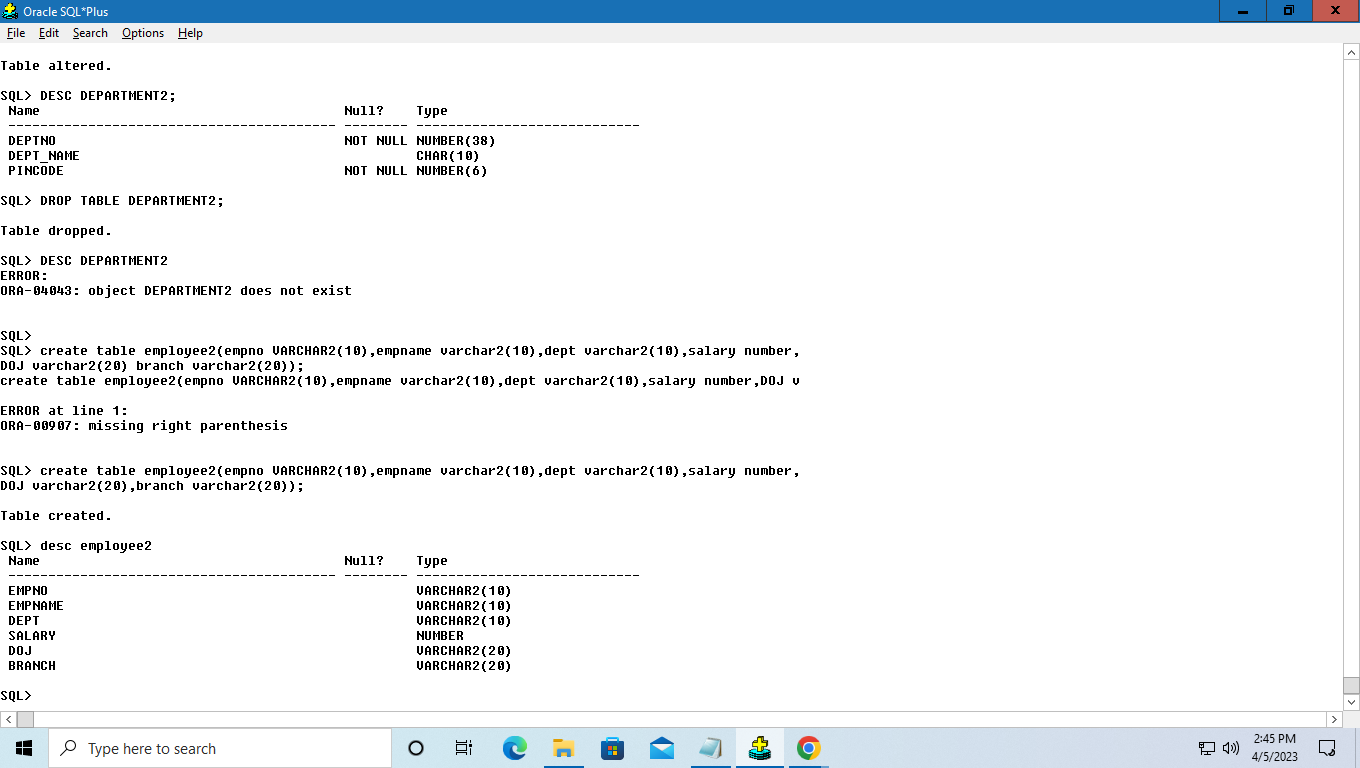 Oracle SQL*Plus
File Edit Search Options Help
Table altered.
SQL> DESC DEPARTMENT2;
Name Null? Type
----------------------------------------- -------- ----------------------------
DEPTNO NOT NULL NUMBER(38)
DEPT_NAME CHAR(10)
PINCODE NOT NULL NUMBER(6)
SQL> DROP TABLE DEPARTMENT2;
Table dropped.
SQL> DESC DEPARTMENT2
ERROR:
ORA-04043: object DEPARTMENT2 does not exist
SQL>
SQL> create table employee2(empno VARCHAR2(10),empname varchar2(10),dept varchar2(10),salary number,
DOJ varchar2(20) branch varchar2(20));
create table employee2(empno VARCHAR2(10),empname varchar2(10),dept varchar2(10),salary number,DOJ v
ERROR at line 1:
ORA-00907: missing right parenthesis
SQL> create table employee2(empno VARCHAR2(10),empname varchar2(10),dept varchar2(10),salary number,
DOJ varchar2(20),branch varchar2(20));
Table created.
SQL> desc employee2
Name Null? Type
----------------------------------------- -------- ----------------------------
EMPNO VARCHAR2(10)
EMPNAME VARCHAR2(10)
DEPT VARCHAR2(10)
SALARY NUMBER
DOJ VARCHAR2(20)
BRANCH VARCHAR2(20)
SQL>
Type here to search
2:45 PM
4/5/2023